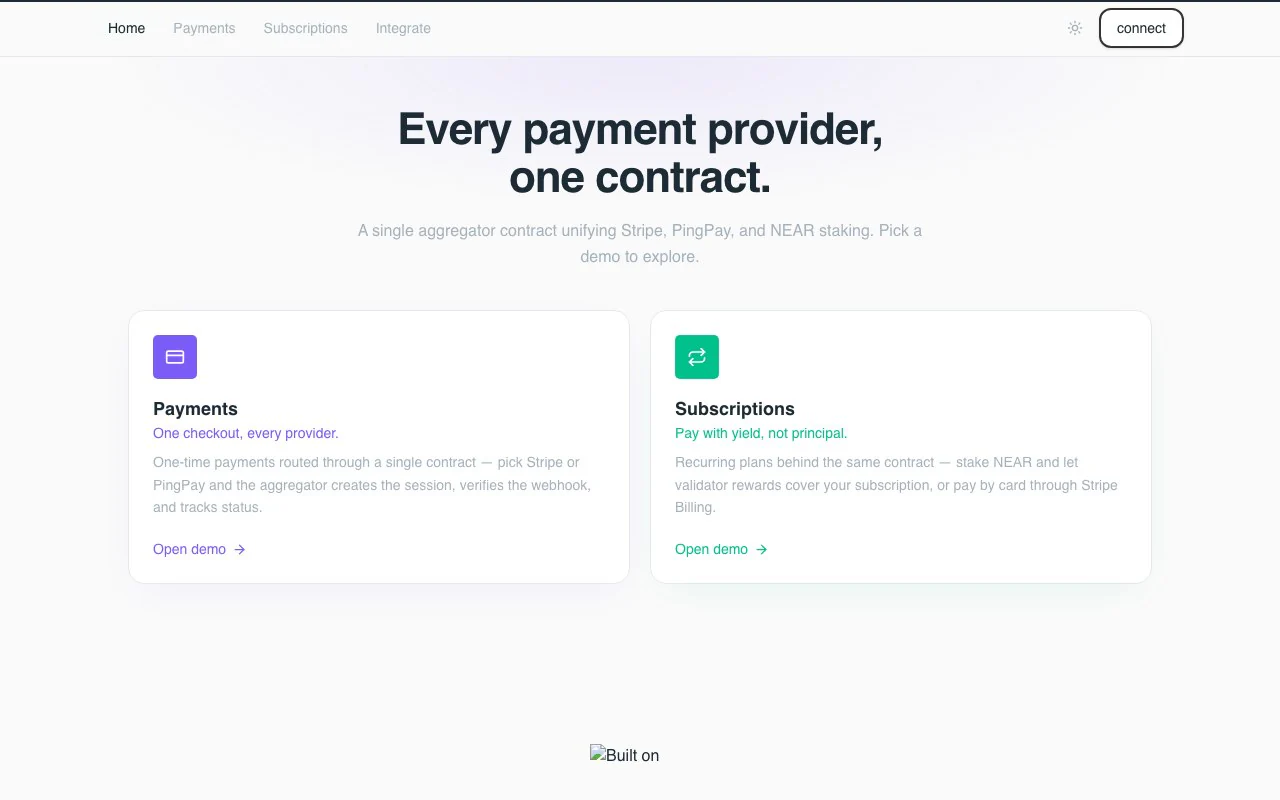 Home Payments Subscriptions Integrate connect
Every payment provider,
one contract.
A single aggregator contract unifying Stripe, PingPay, and NEAR staking. Pick a
demo to explore.
Payments
One checkout, every provider.
One-time payments routed through a single contract — pick Stripe or
PingPay and the aggregator creates the session, verifies the webhook,
and tracks status.
Open demo →
Subscriptions
Pay with yield, not principal.
Recurring plans behind the same contract — stake NEAR and let
validator rewards cover your subscription, or pay by card through Stripe
Billing.
Open demo →
Built on